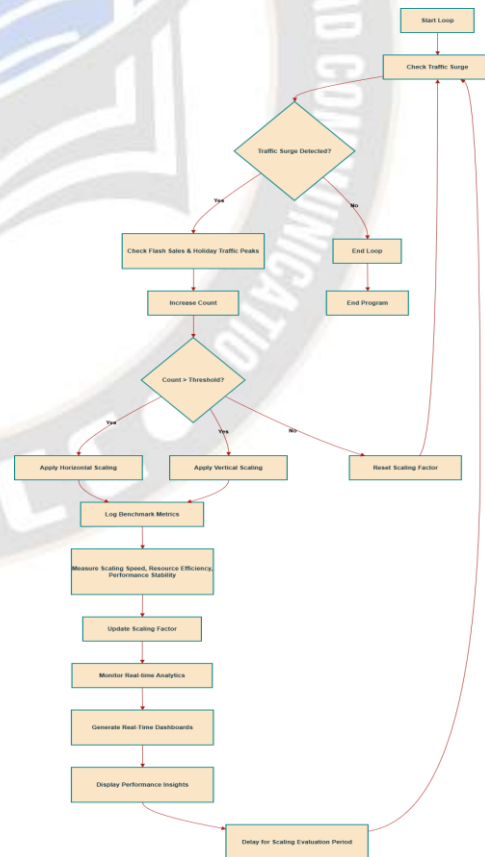 Start Loop
Check Traffic Surge
Traffic Surge Detected?
Yes
No
Check Flash Sales & Holiday Traffic Peaks
End Loop
Increase Count
End Program
Count > Threshold?
Yes
Yes
No
Apply Horizontal Scaling
Apply Vertical Scaling
Reset Scaling Factor
Log Benchmark Metrics
Measure Scaling Speed, Resource Efficiency,
Performance Stability
Update Scaling Factor
Monitor Real-time Analytics
Generate Real-Time Dashboards
Display Performance Insights
Delay for Scaling Evaluation Period